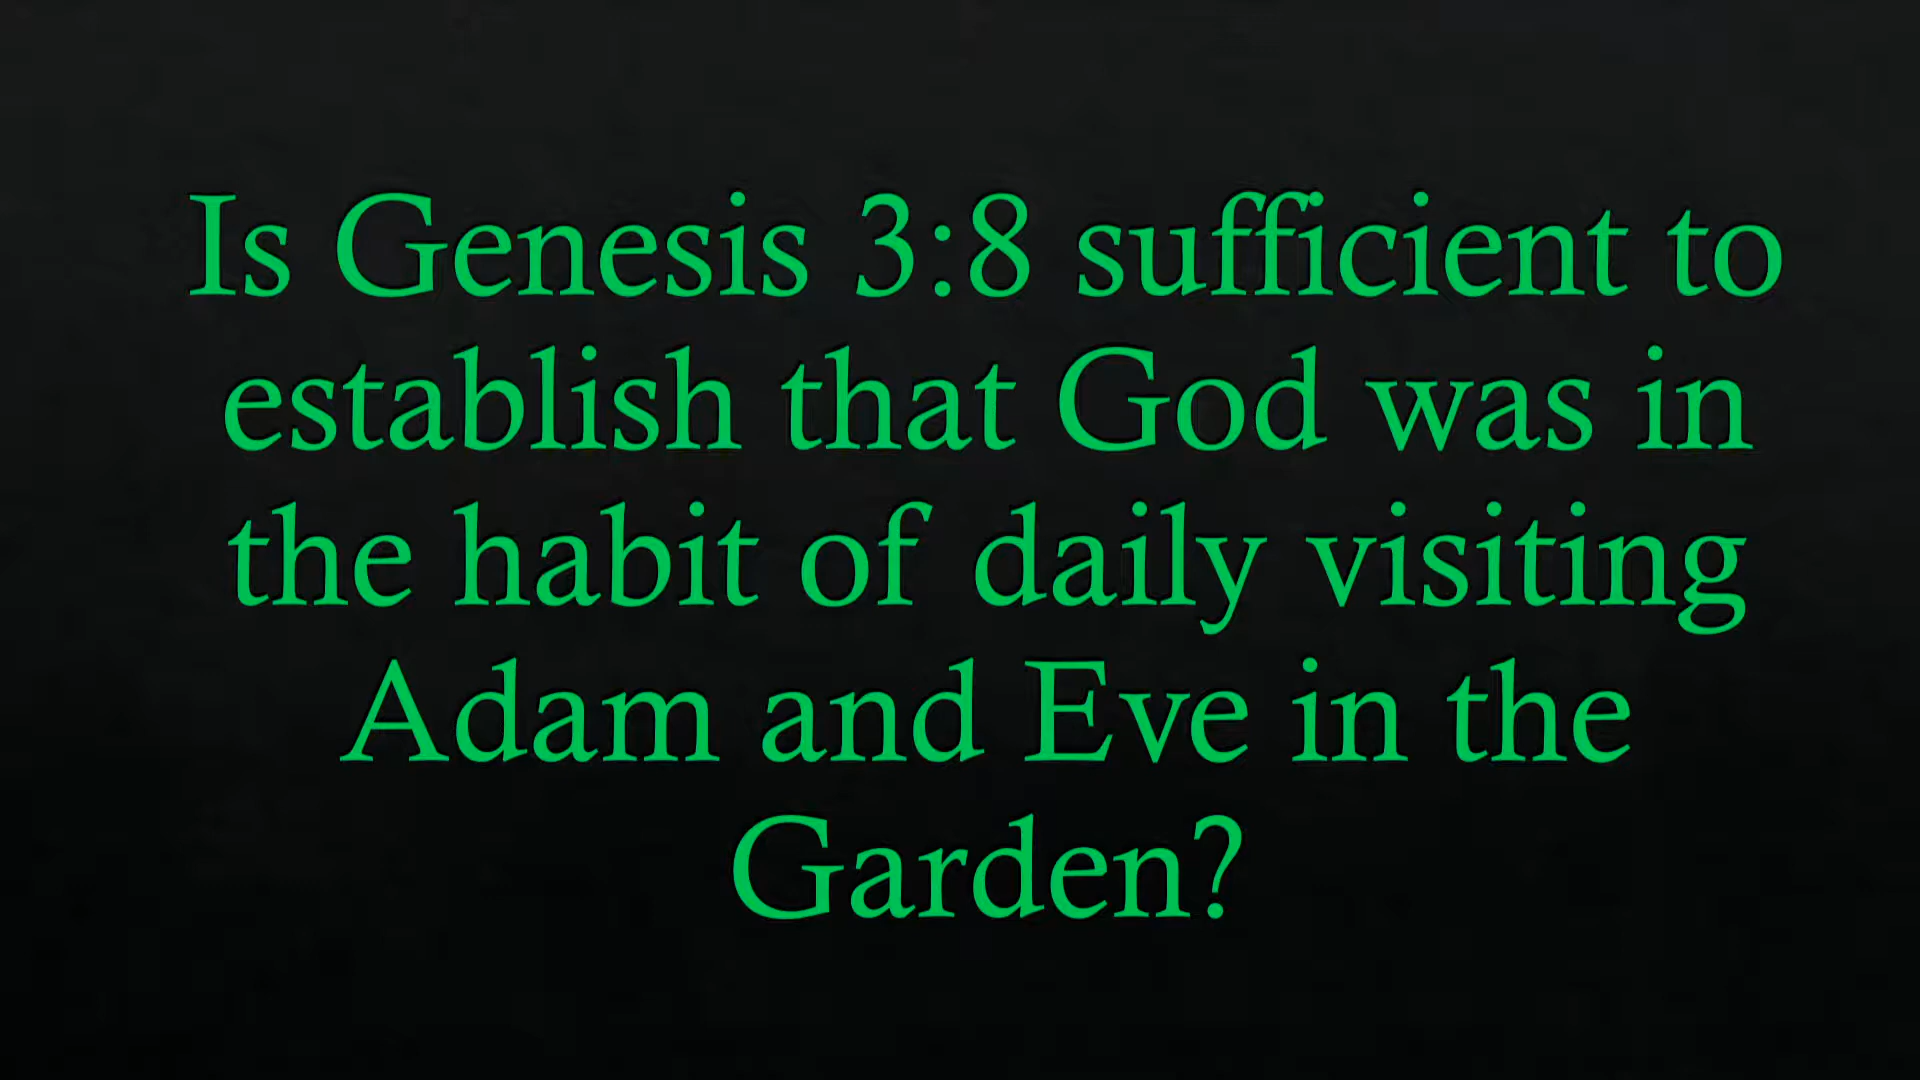 Is Genesis 3:8 sufficient to
establish that God was in
the habit of daily visiting
Adam and Eve in the
Garden?